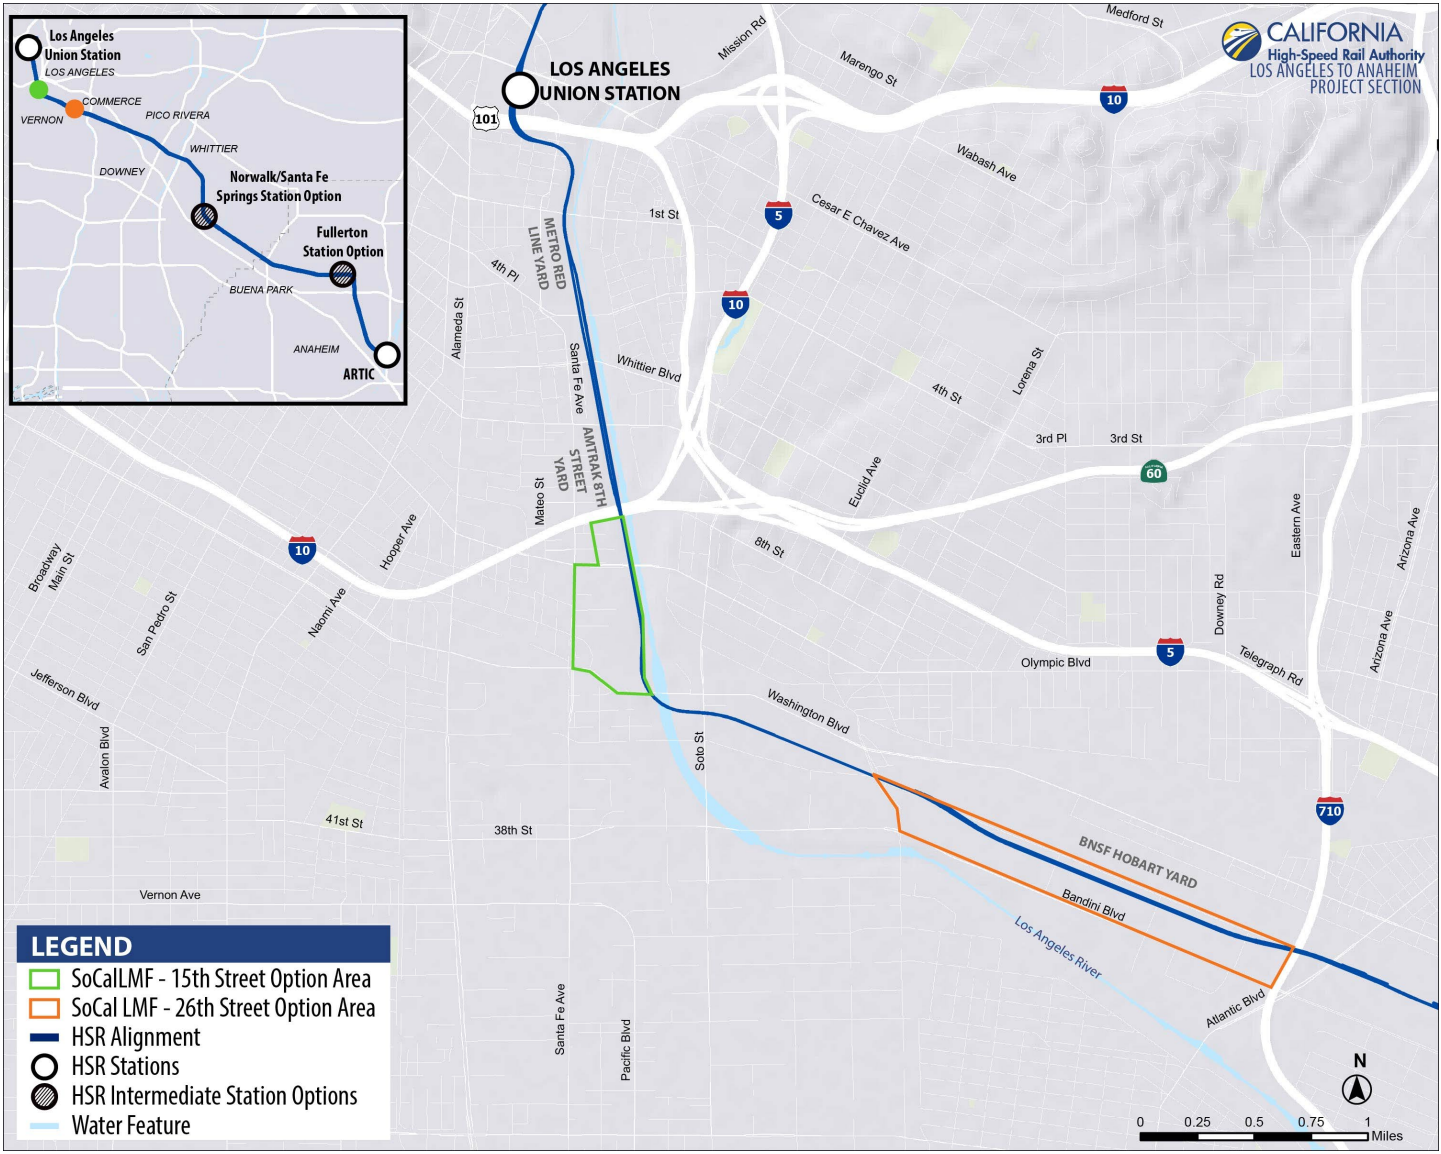 Los Angeles
Union Station
LOS ANGELES
COMMERCE
VERNON
PICO RIVERA
WHITTIER
DOWNEY
Norwalk/Santa Fe
Springs Station Option
Fullerton
Station Option
BUENA PARK
ANAHEIM
ARTIC
CALIFORNIA
High-Speed Rail Authority
LOS ANGELES TO ANAHEIM
PROJECT SECTION
LOS ANGELES
UNION STATION
101
Mission Rd
Marengo St
Medford St
10
Wabash Ave
Cesar E Chavez Ave
5
1st St
METRO RED
LINE YARD
4th Pl
10
Alameda St
Santa Fe Ave
Whittier Blvd
Lorena St
4th St
3rd Pl
3rd St
60
AMTRAK 8TH
STREET
YARD
Mateo St
Euclid Ave
Eastern Ave
Arizona Ave
8th St
10
Hooper Ave
Broadway
Main St
San Pedro St
Naomi Ave
Downey Rd
Arizona Ave
5
Olympic Blvd
Telegraph Rd
Jefferson Blvd
Washington Blvd
Avalon Blvd
Soto St
41st St
38th St
710
BNSF HOBART YARD
Bandini Blvd
Vernon Ave
Los Angeles River
Atlantic Blvd
Santa Fe Ave
Pacific Blvd
LEGEND
SoCalLMF - 15th Street Option Area
SoCal LMF - 26th Street Option Area
HSR Alignment
HSR Stations
HSR Intermediate Station Options
Water Feature
N
0 0.25 0.5 0.75 1
Miles